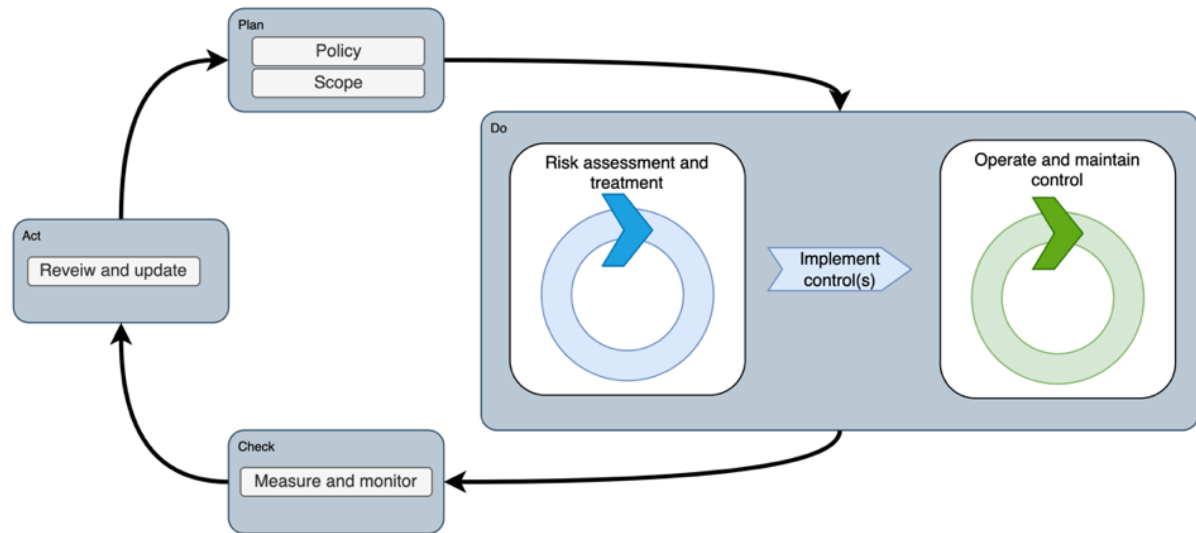 Plan
Policy
Scope
Do
Risk assessment and
treatment
Implement
control(s)
Operate and maintain
control
Act
Reveiw and update
Check
Measure and monitor